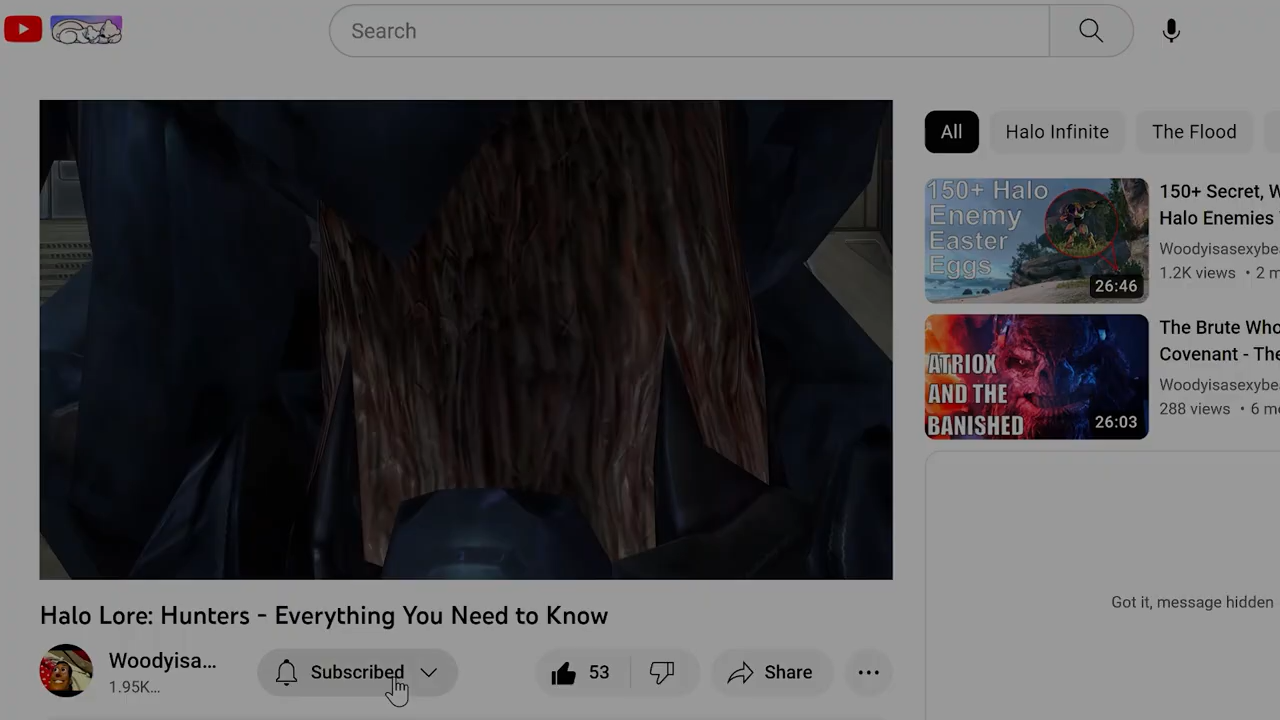 Search
All
Halo Infinite
The Flood
150+ Halo
Enemy
Easter
Eggs
26:46
150+ Secret, W
Halo Enemies
Woodyisasexybe
1.2K views • 2 m
ATRIOX
AND THE
BANISHED
26:03
The Brute Who
Covenant - The
Woodyisasexybe
288 views • 6 m
Got it, message hidden
Halo Lore: Hunters - Everything You Need to Know
Woodyisa...
1.95K...
Subscribed
53
Share